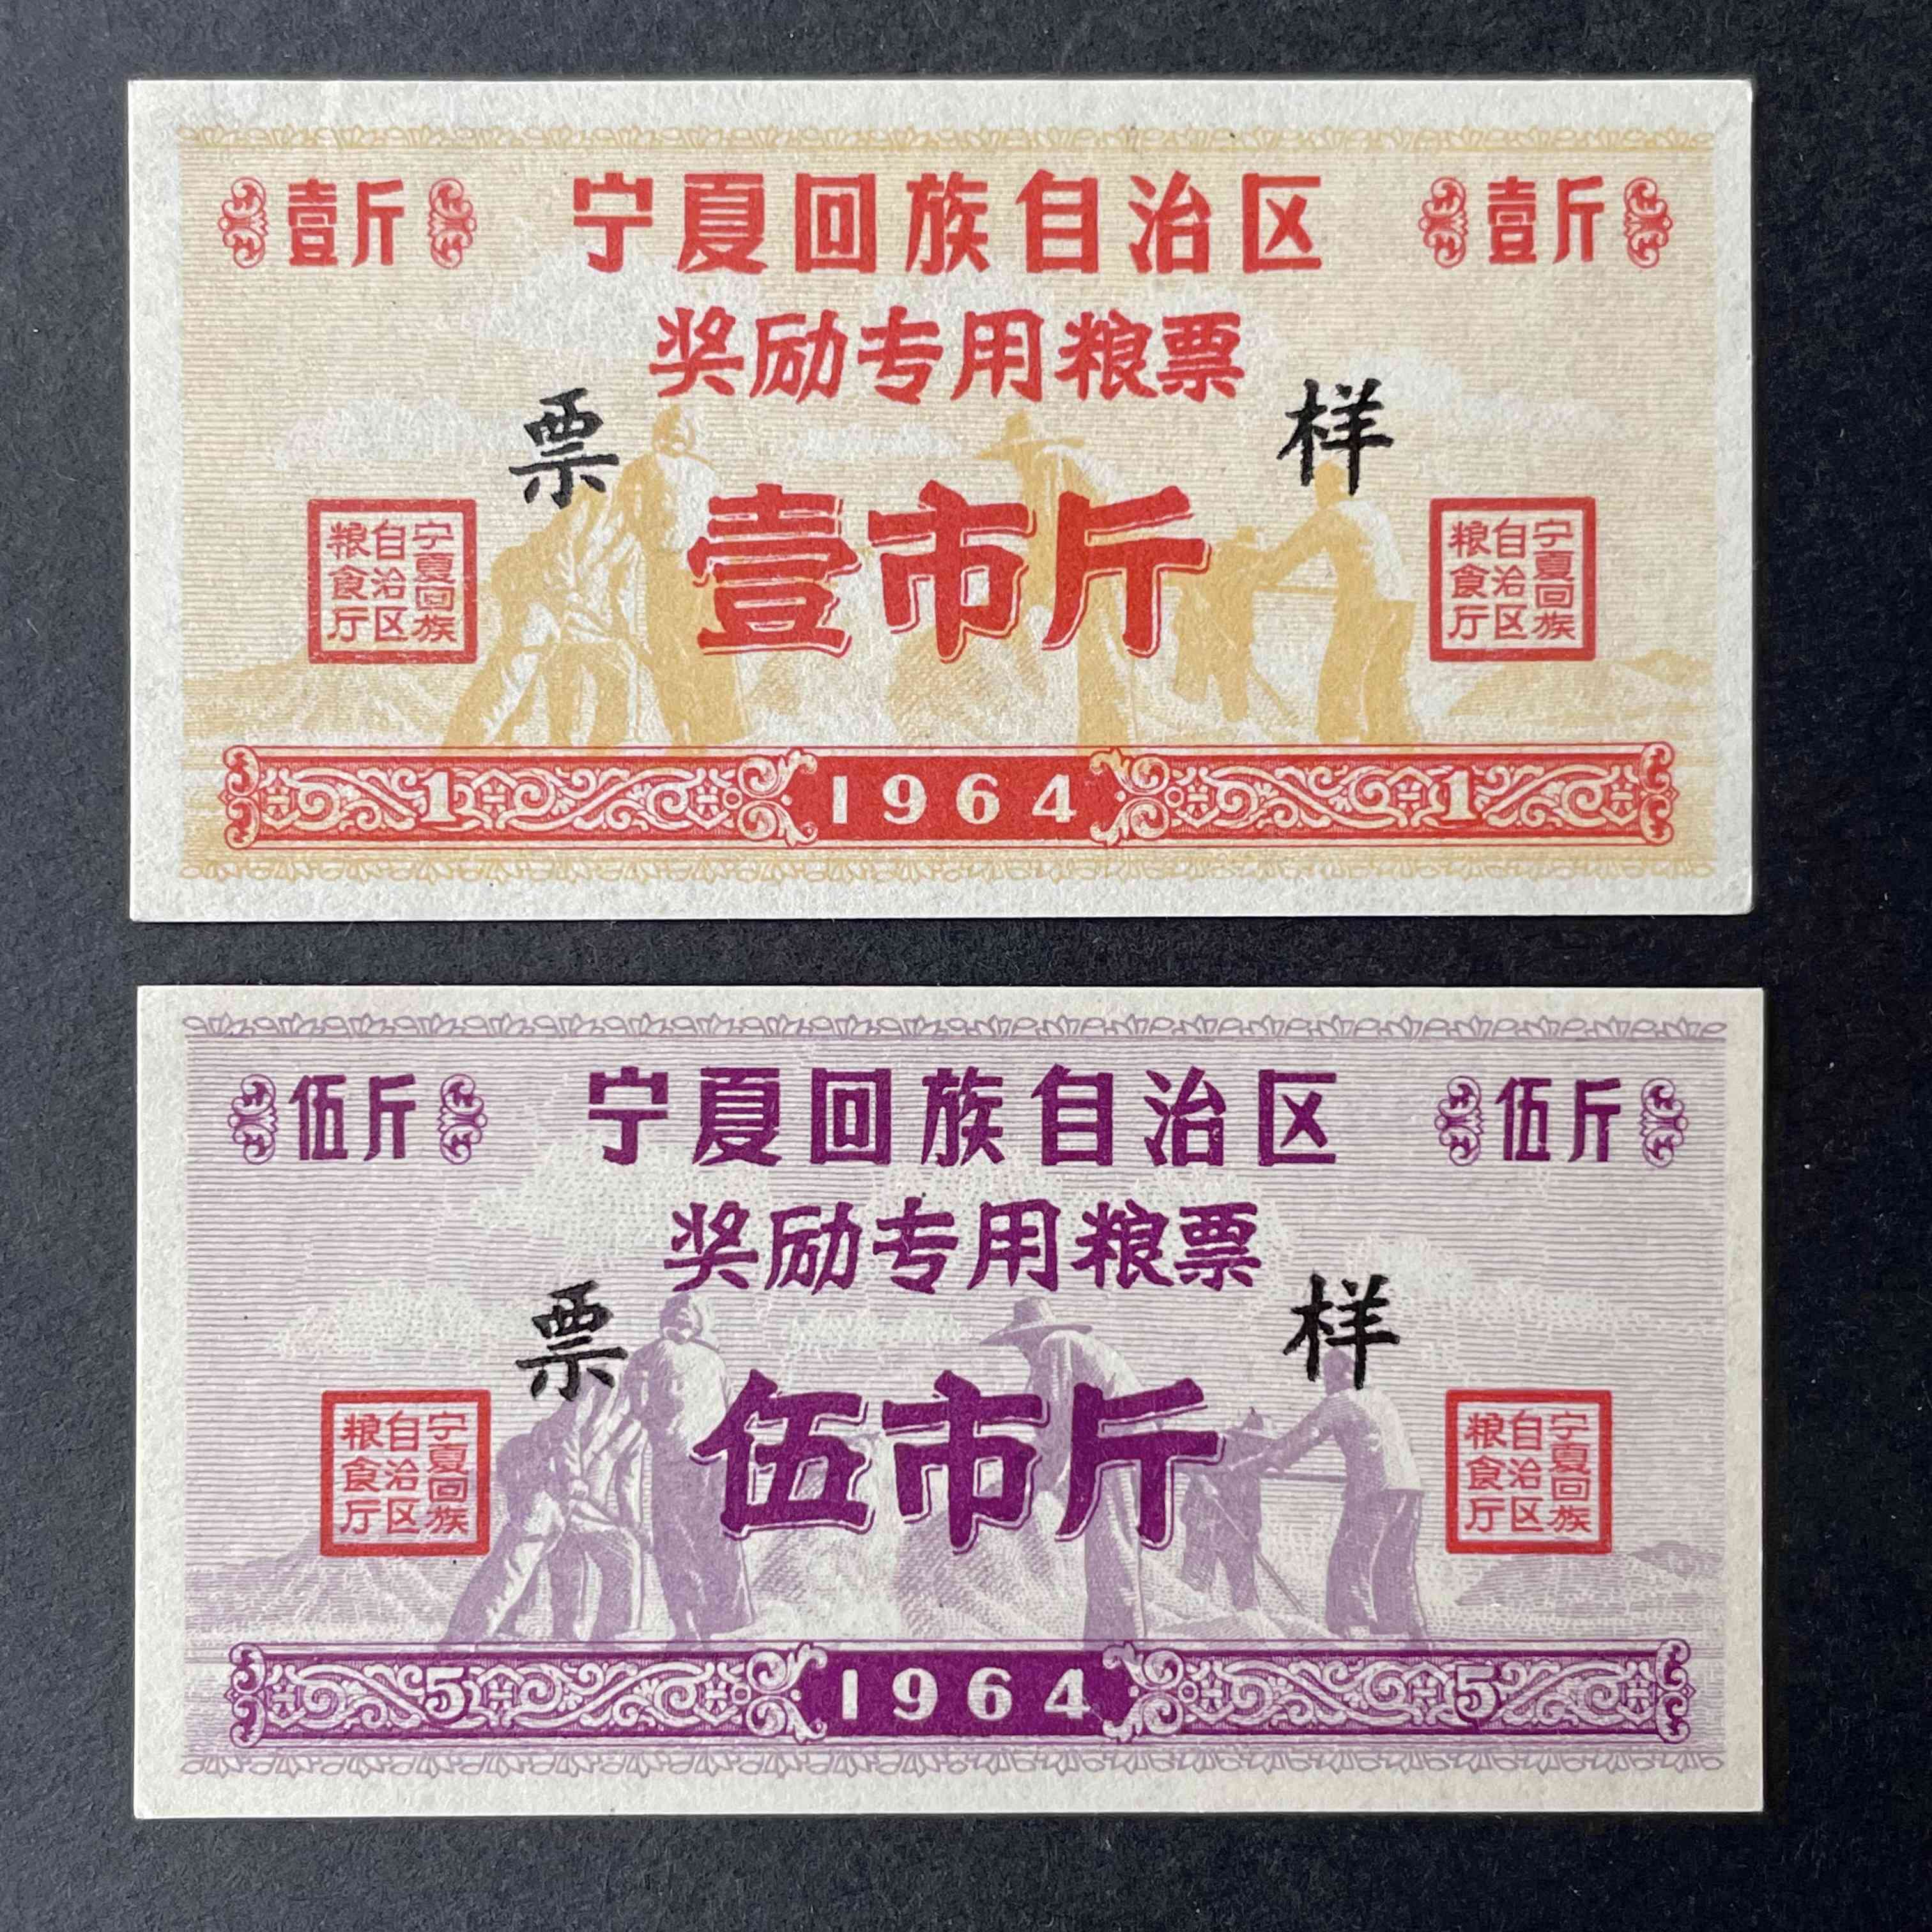 壹斤 宁夏回族自治区 壹斤
奖励专用粮票
票 样
壹市斤
宁夏回族自治区粮食厅 宁夏回族自治区粮食厅
1 1964 1
伍斤 宁夏回族自治区 伍斤
奖励专用粮票
票 样
伍市斤
宁夏回族自治区粮食厅 宁夏回族自治区粮食厅
5 1964 5